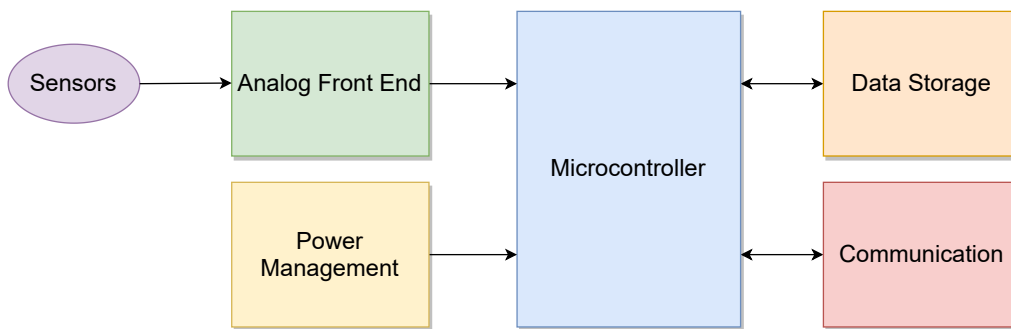 Sensors
Analog Front End
Microcontroller
Data Storage
Power
Management
Communication